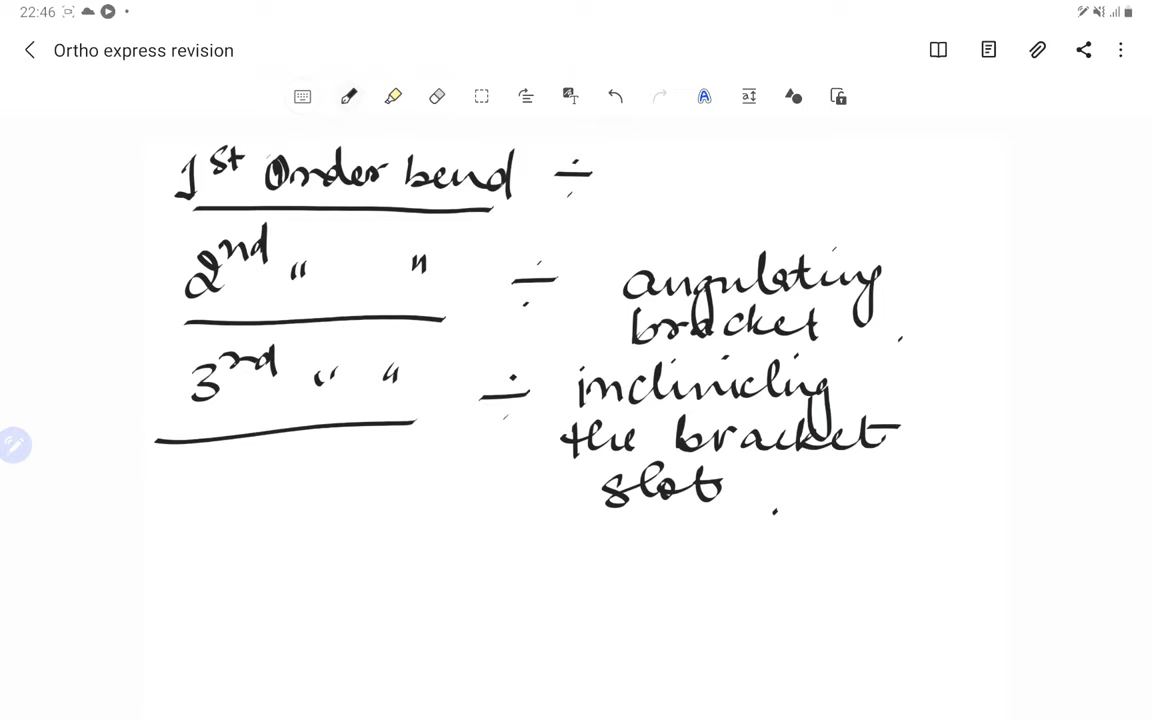 22:46
Ortho express revision
1st Order bend ÷
2nd " " ÷ angulating
bracket
3rd " " ÷ inclinicling
the bracket
slot.